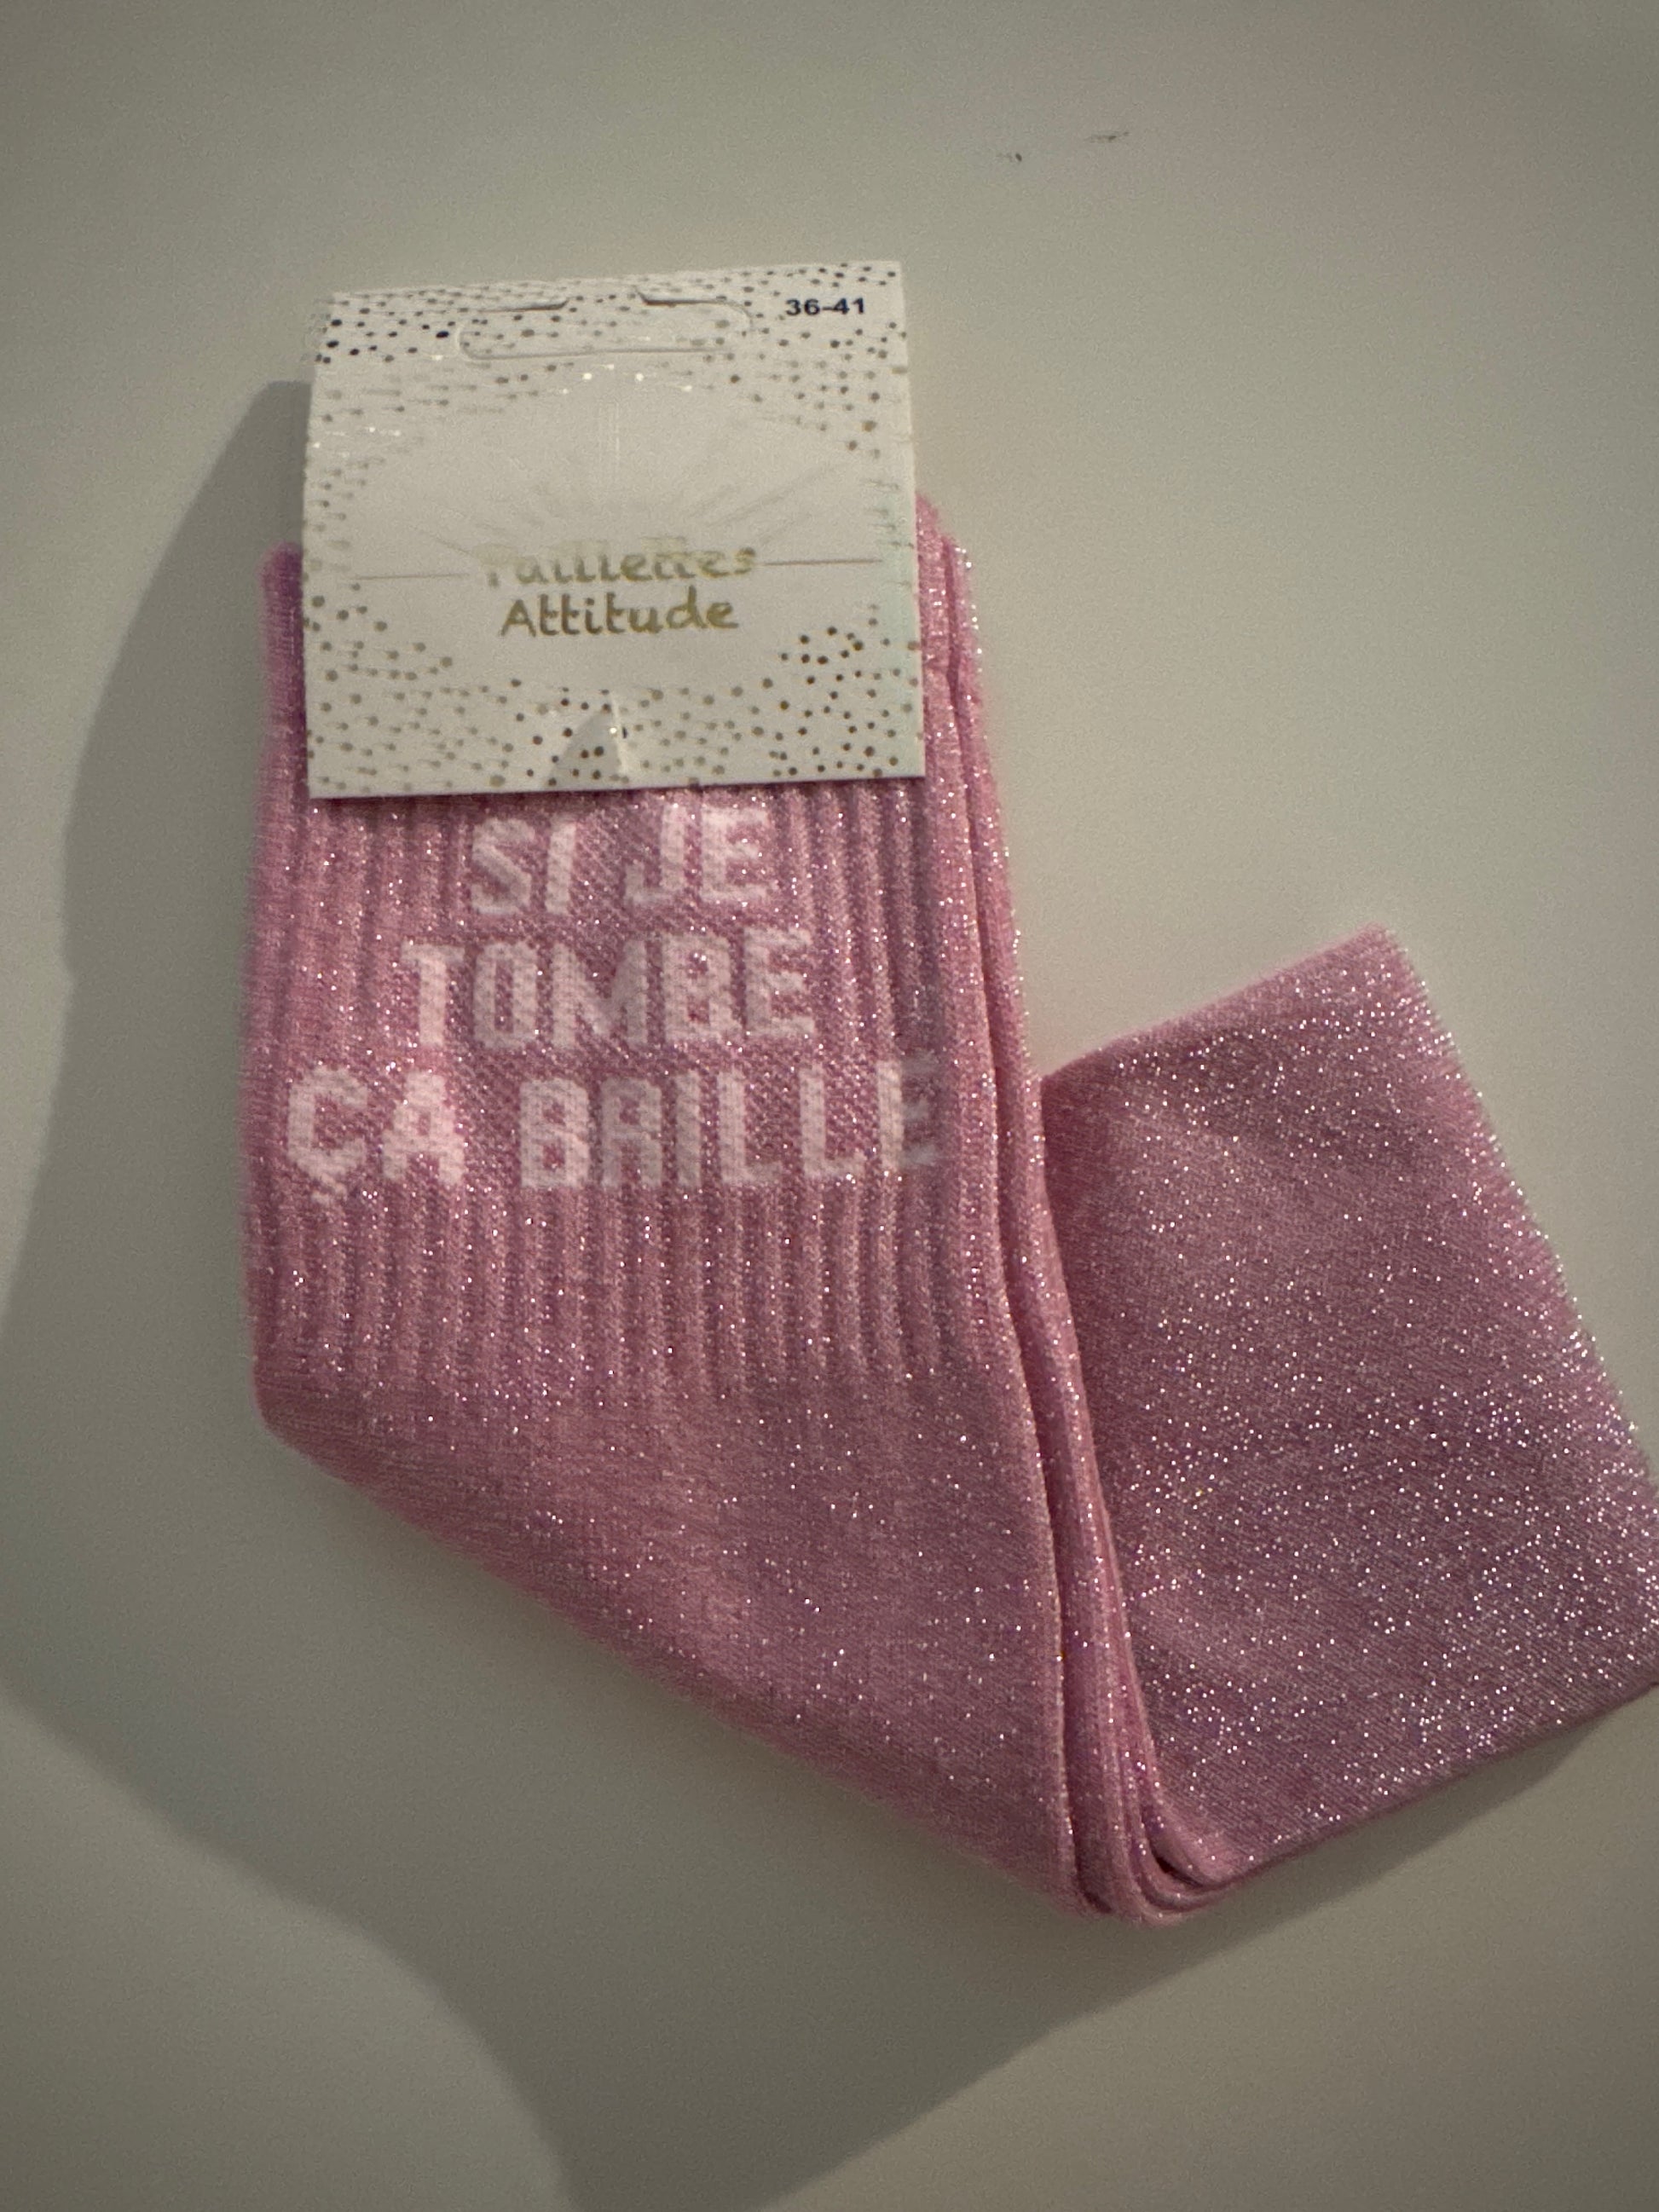 36-41
Paillettes
Attitude
SI JE
TOMBE
ÇA BRILLE